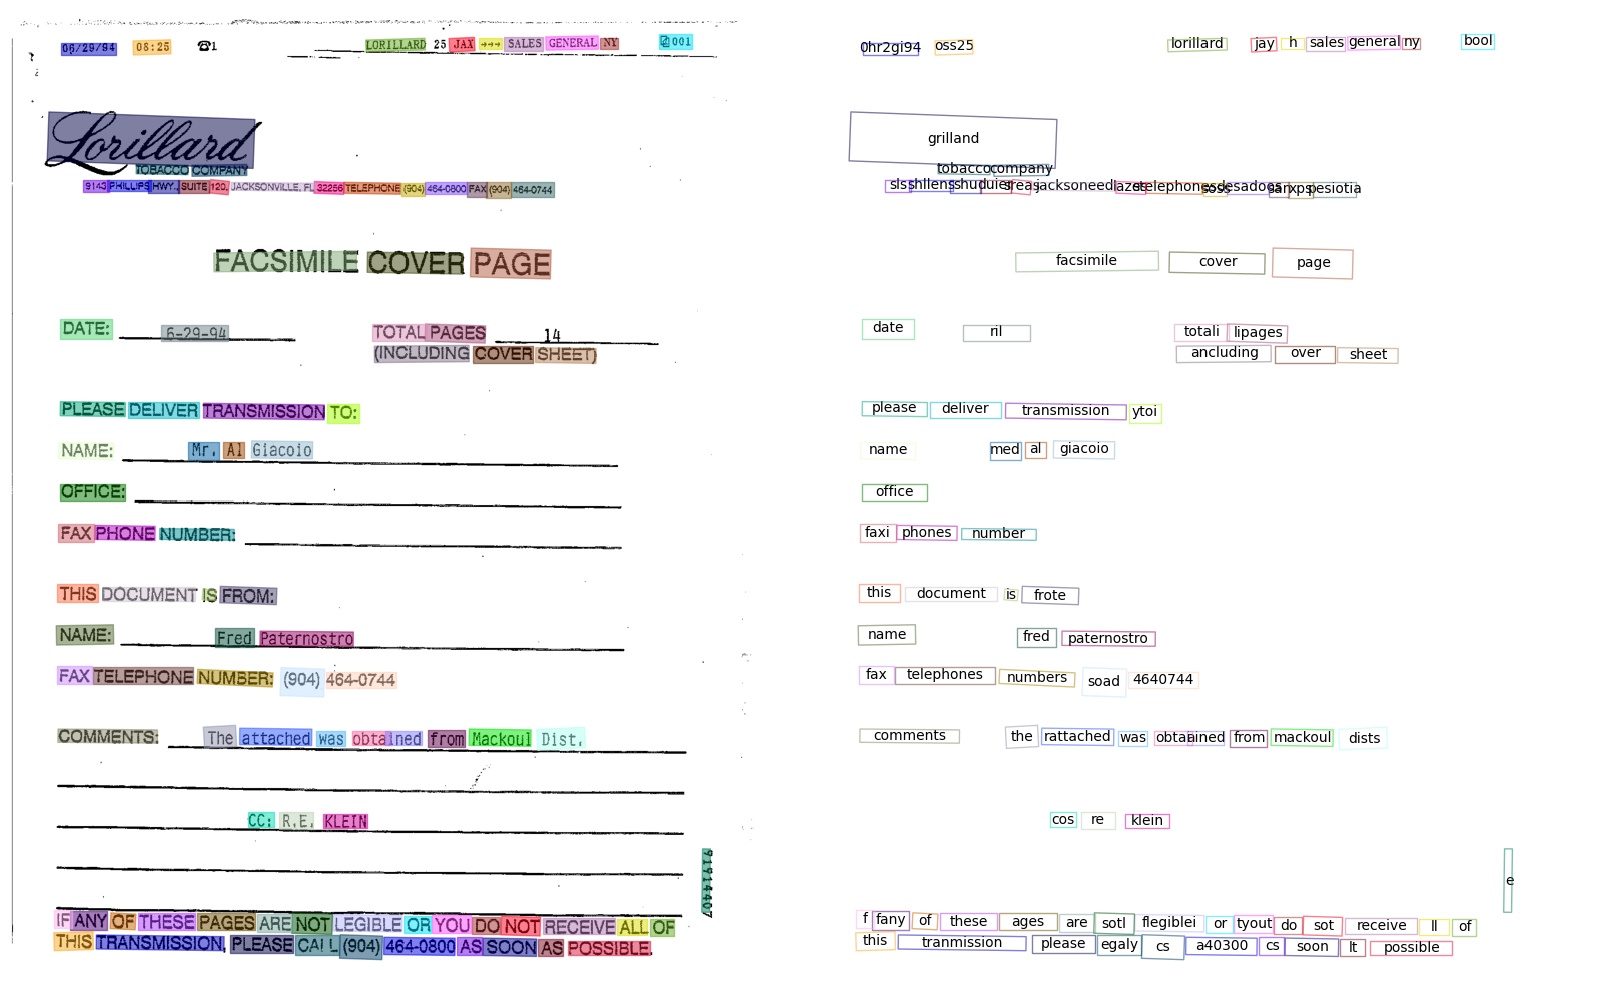 06/29/94 08:25 ☎1 LORILLARD 25 JAX →→→ SALES GENERAL NY 001
Lorillard
TOBACCO COMPANY
9143 PHILLIPS HWY., SUITE 120, JACKSONVILLE, FL 32256 TELEPHONE (904) 464-0800 FAX (904) 464-0744
FACSIMILE COVER PAGE
DATE: 6-29-94 TOTAL PAGES 14
(INCLUDING COVER SHEET)
PLEASE DELIVER TRANSMISSION TO:
NAME: Mr. Al Giacoio
OFFICE:
FAX PHONE NUMBER:
THIS DOCUMENT IS FROM:
NAME: Fred Paternostro
FAX TELEPHONE NUMBER: (904) 464-0744
COMMENTS: The attached was obtained from Mackoul Dist.
CC: R.E. KLEIN
91914407
IF ANY OF THESE PAGES ARE NOT LEGIBLE OR YOU DO NOT RECEIVE ALL OF
THIS TRANSMISSION, PLEASE CALL (904) 464-0800 AS SOON AS POSSIBLE.
0hr2gi94 oss25 lorillard jay h sales general ny bool
grilland
tobacco company
sls shllens
facsimile cover page
date ril totali lipages
ancluding over sheet
please deliver transmission ytoi
name med al giacoio
office
faxi phones number
this document is frote
name fred paternostro
fax telephones numbers soad 4640744
comments the rattached was from mackoul dists
cos re klein
e
f fany of these ages are sotl flegiblei or tyout do sot receive ll of
this tranmission please egaly cs a40300 cs soon lt possible